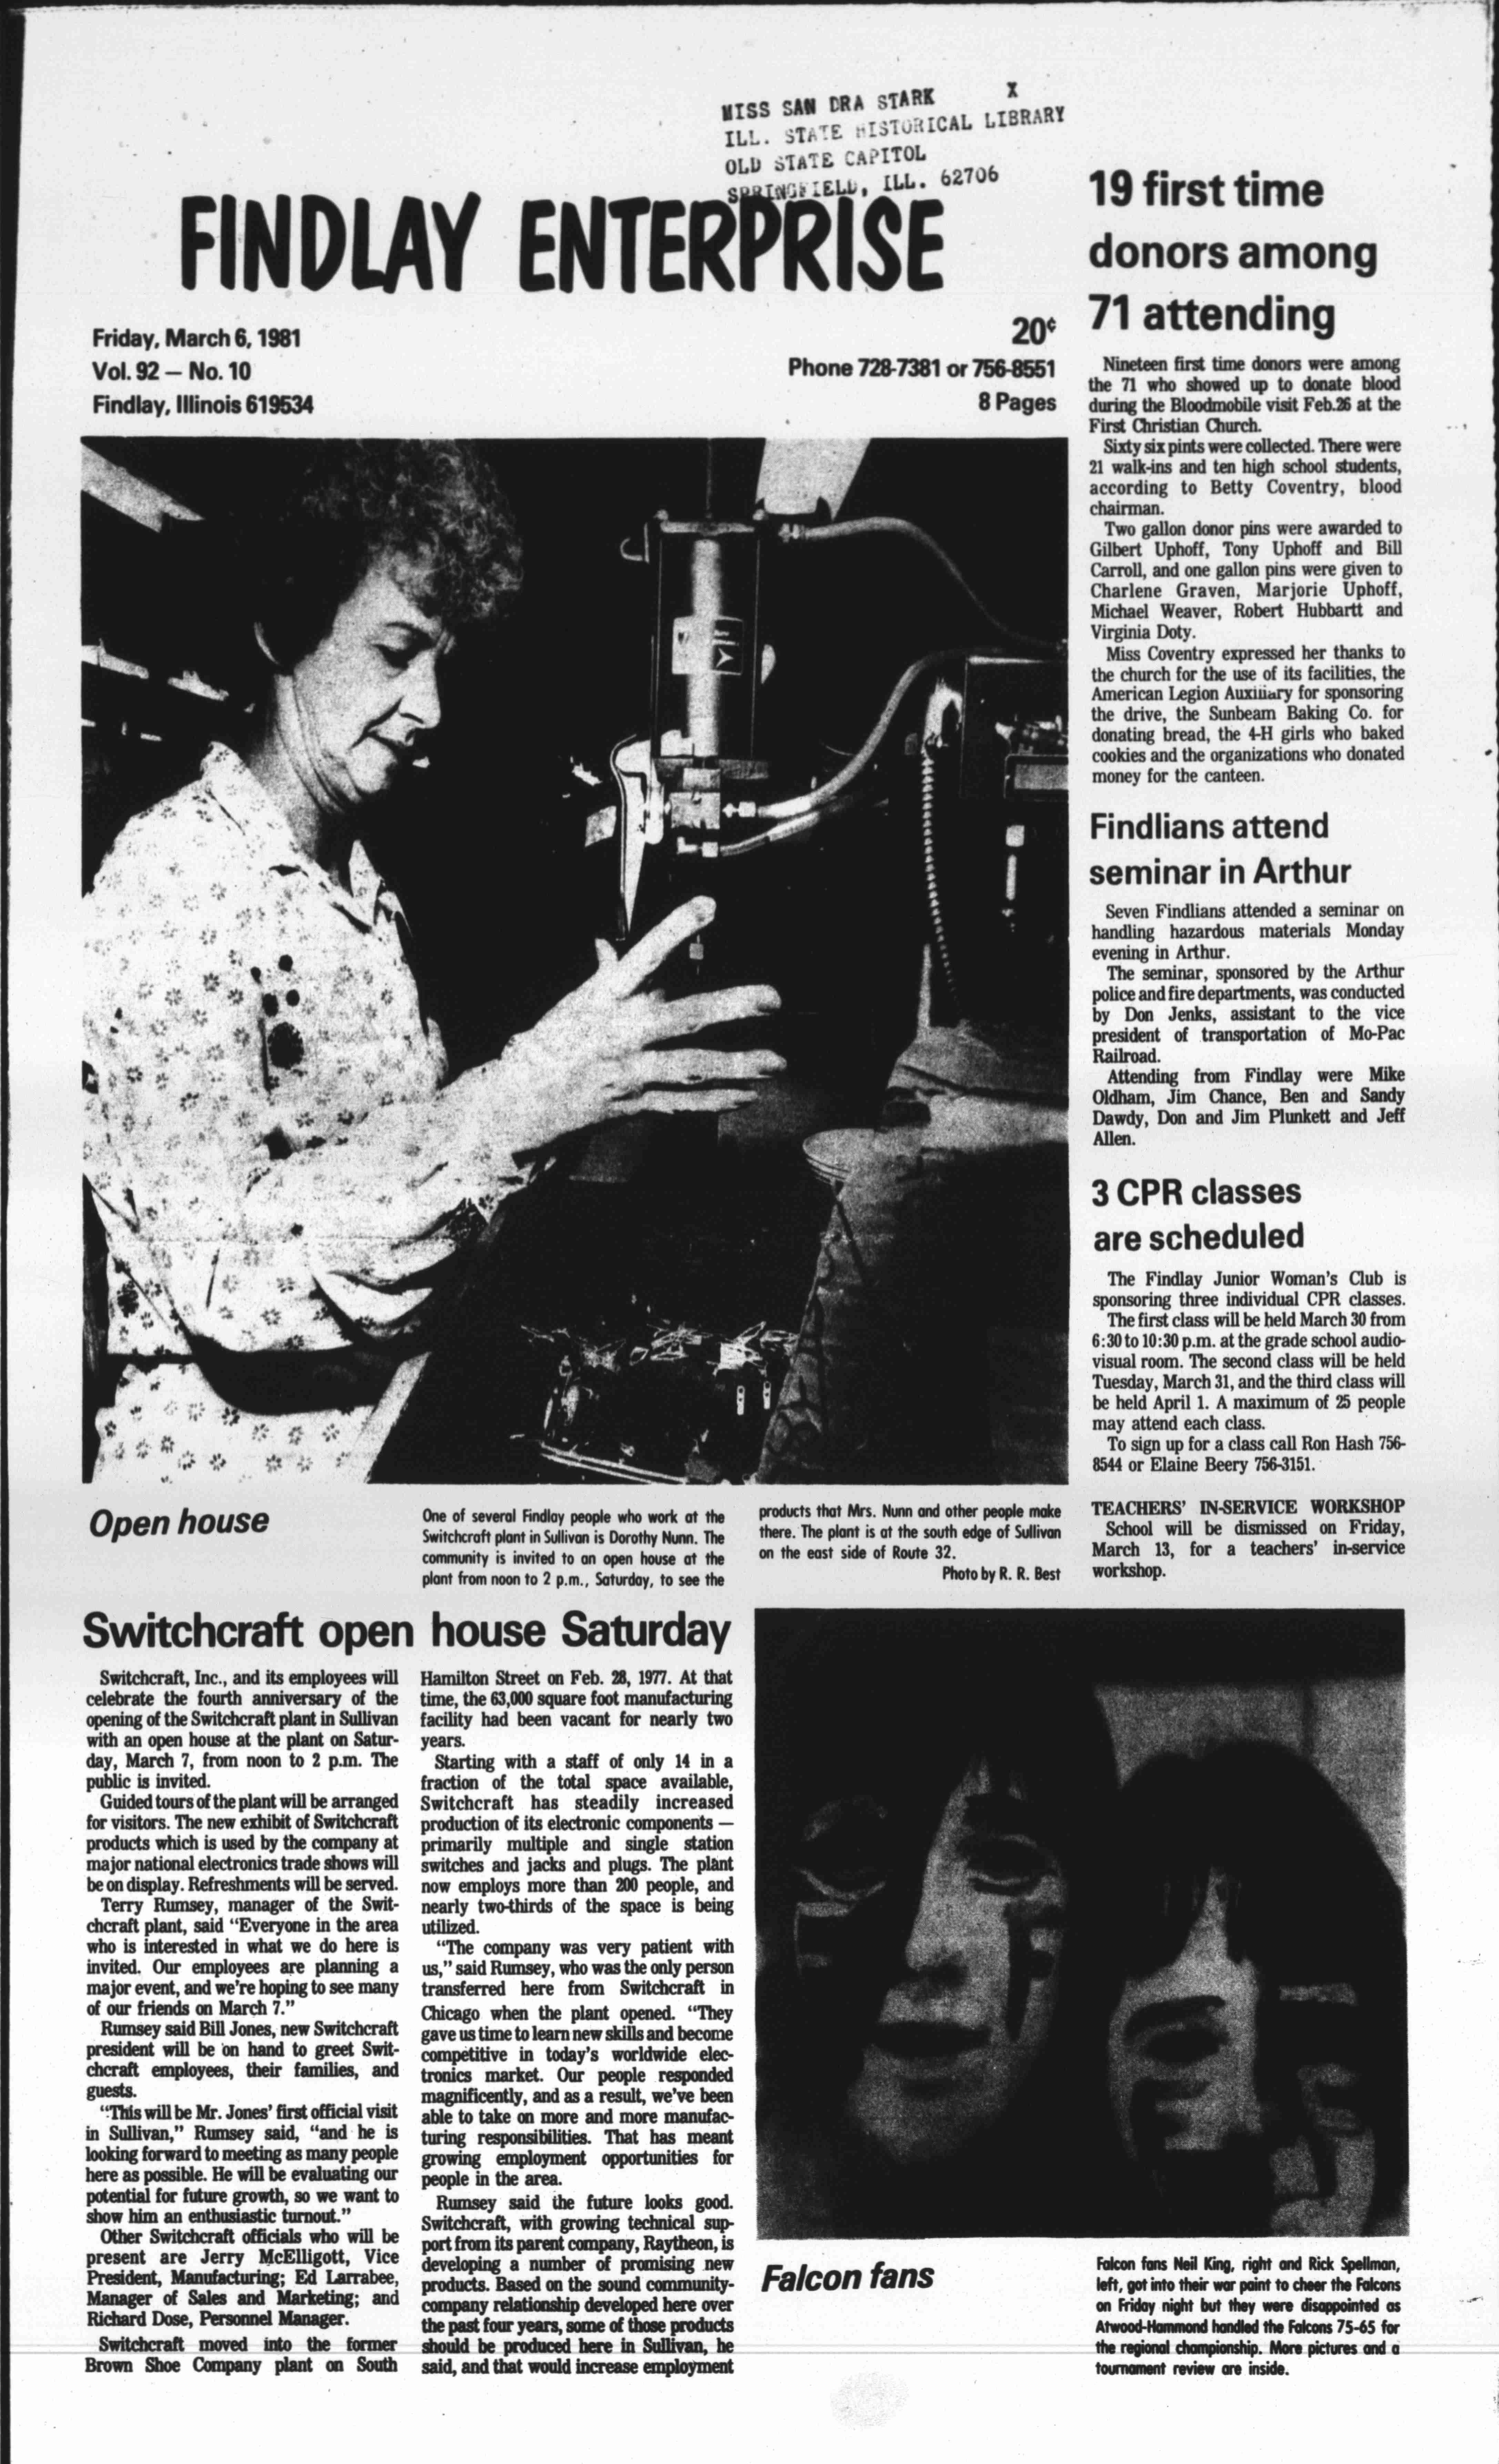 MISS SAN DRA STARK X
ILL. STATE HISTORICAL LIBRARY
OLD STATE CAPITOL
SPRINGFIELD, ILL. 62706
FINDLAY ENTERPRISE
Friday, March 6, 1981
Vol. 92 — No. 10
Findlay, Illinois 619534
20¢
Phone 728-7381 or 756-8551
8 Pages
19 first time
donors among
71 attending
Nineteen first time donors were among
the 71 who showed up to donate blood
during the Bloodmobile visit Feb.26 at the
First Christian Church.
Sixty six pints were collected. There were
21 walk-ins and ten high school students,
according to Betty Coventry, blood
chairman.
Two gallon donor pins were awarded to
Gilbert Uphoff, Tony Uphoff and Bill
Carroll, and one gallon pins were given to
Charlene Graven, Marjorie Uphoff,
Michael Weaver, Robert Hubbartt and
Virginia Doty.
Miss Coventry expressed her thanks to
the church for the use of its facilities, the
American Legion Auxiliary for sponsoring
the drive, the Sunbeam Baking Co. for
donating bread, the 4-H girls who baked
cookies and the organizations who donated
money for the canteen.
Findlians attend
seminar in Arthur
Seven Findlians attended a seminar on
handling hazardous materials Monday
evening in Arthur.
The seminar, sponsored by the Arthur
police and fire departments, was conducted
by Don Jenks, assistant to the vice
president of transportation of Mo-Pac
Railroad.
Attending from Findlay were Mike
Oldham, Jim Chance, Ben and Sandy
Dawdy, Don and Jim Plunkett and Jeff
Allen.
3 CPR classes
are scheduled
The Findlay Junior Woman's Club is
sponsoring three individual CPR classes.
The first class will be held March 30 from
6:30 to 10:30 p.m. at the grade school audio-
visual room. The second class will be held
Tuesday, March 31, and the third class will
be held April 1. A maximum of 25 people
may attend each class.
To sign up for a class call Ron Hash 756-
8544 or Elaine Beery 756-3151.
TEACHERS' IN-SERVICE WORKSHOP
School will be dismissed on Friday,
March 13, for a teachers' in-service
workshop.
Open house
One of several Findlay people who work at the
Switchcraft plant in Sullivan is Dorothy Nunn. The
community is invited to an open house at the
plant from noon to 2 p.m., Saturday, to see the
products that Mrs. Nunn and other people make
there. The plant is at the south edge of Sullivan
on the east side of Route 32.
Photo by R. R. Best
Switchcraft open house Saturday
Switchcraft, Inc., and its employees will
celebrate the fourth anniversary of the
opening of the Switchcraft plant in Sullivan
with an open house at the plant on Satur-
day, March 7, from noon to 2 p.m. The
public is invited.
Guided tours of the plant will be arranged
for visitors. The new exhibit of Switchcraft
products which is used by the company at
major national electronics trade shows will
be on display. Refreshments will be served.
Terry Rumsey, manager of the Swit-
chcraft plant, said "Everyone in the area
who is interested in what we do here is
invited. Our employees are planning a
major event, and we're hoping to see many
of our friends on March 7."
Rumsey said Bill Jones, new Switchcraft
president will be on hand to greet Swit-
chcraft employees, their families, and
guests.
"This will be Mr. Jones' first official visit
in Sullivan," Rumsey said, "and he is
looking forward to meeting as many people
here as possible. He will be evaluating our
potential for future growth, so we want to
show him an enthusiastic turnout."
Other Switchcraft officials who will be
present are Jerry McElligott, Vice
President, Manufacturing; Ed Larrabee,
Manager of Sales and Marketing; and
Richard Dose, Personnel Manager.
Switchcraft moved into the former
Brown Shoe Company plant on South
Hamilton Street on Feb. 28, 1977. At that
time, the 63,000 square foot manufacturing
facility had been vacant for nearly two
years.
Starting with a staff of only 14 in a
fraction of the total space available,
Switchcraft has steadily increased
production of its electronic components —
primarily multiple and single station
switches and jacks and plugs. The plant
now employs more than 200 people, and
nearly two-thirds of the space is being
utilized.
"The company was very patient with
us," said Rumsey, who was the only person
transferred here from Switchcraft in
Chicago when the plant opened. "They
gave us time to learn new skills and become
competitive in today's worldwide elec-
tronics market. Our people responded
magnificently, and as a result, we've been
able to take on more and more manufac-
turing responsibilities. That has meant
growing employment opportunities for
people in the area.
Rumsey said the future looks good.
Switchcraft, with growing technical sup-
port from its parent company, Raytheon, is
developing a number of promising new
products. Based on the sound community-
company relationship developed here over
the past four years, some of those products
should be produced here in Sullivan, he
said, and that would increase employment
Falcon fans
Falcon fans Neil King, right and Rick Spellman,
left, got into their war paint to cheer the Falcons
on Friday night but they were disappointed as
Atwood-Hammond handled the Falcons 75-65 for
the regional championship. More pictures and a
tournament review are inside.